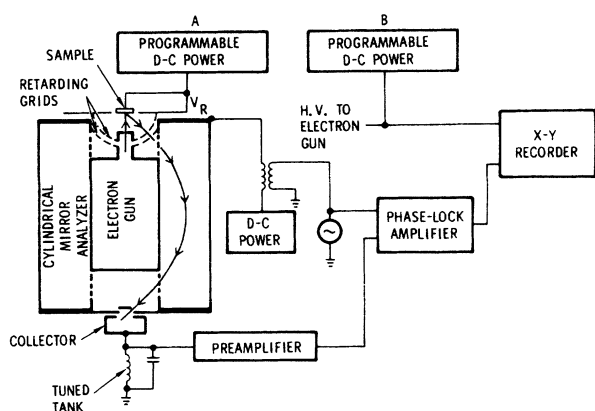 A
PROGRAMMABLE
D-C POWER
B
PROGRAMMABLE
D-C POWER
SAMPLE
RETARDING
GRIDS
V_R
H.V. TO
ELECTRON
GUN
X-Y
RECORDER
CYLINDRICAL
MIRROR
ANALYZER
ELECTRON
GUN
D-C
POWER
PHASE-LOCK
AMPLIFIER
COLLECTOR
PREAMPLIFIER
TUNED
TANK